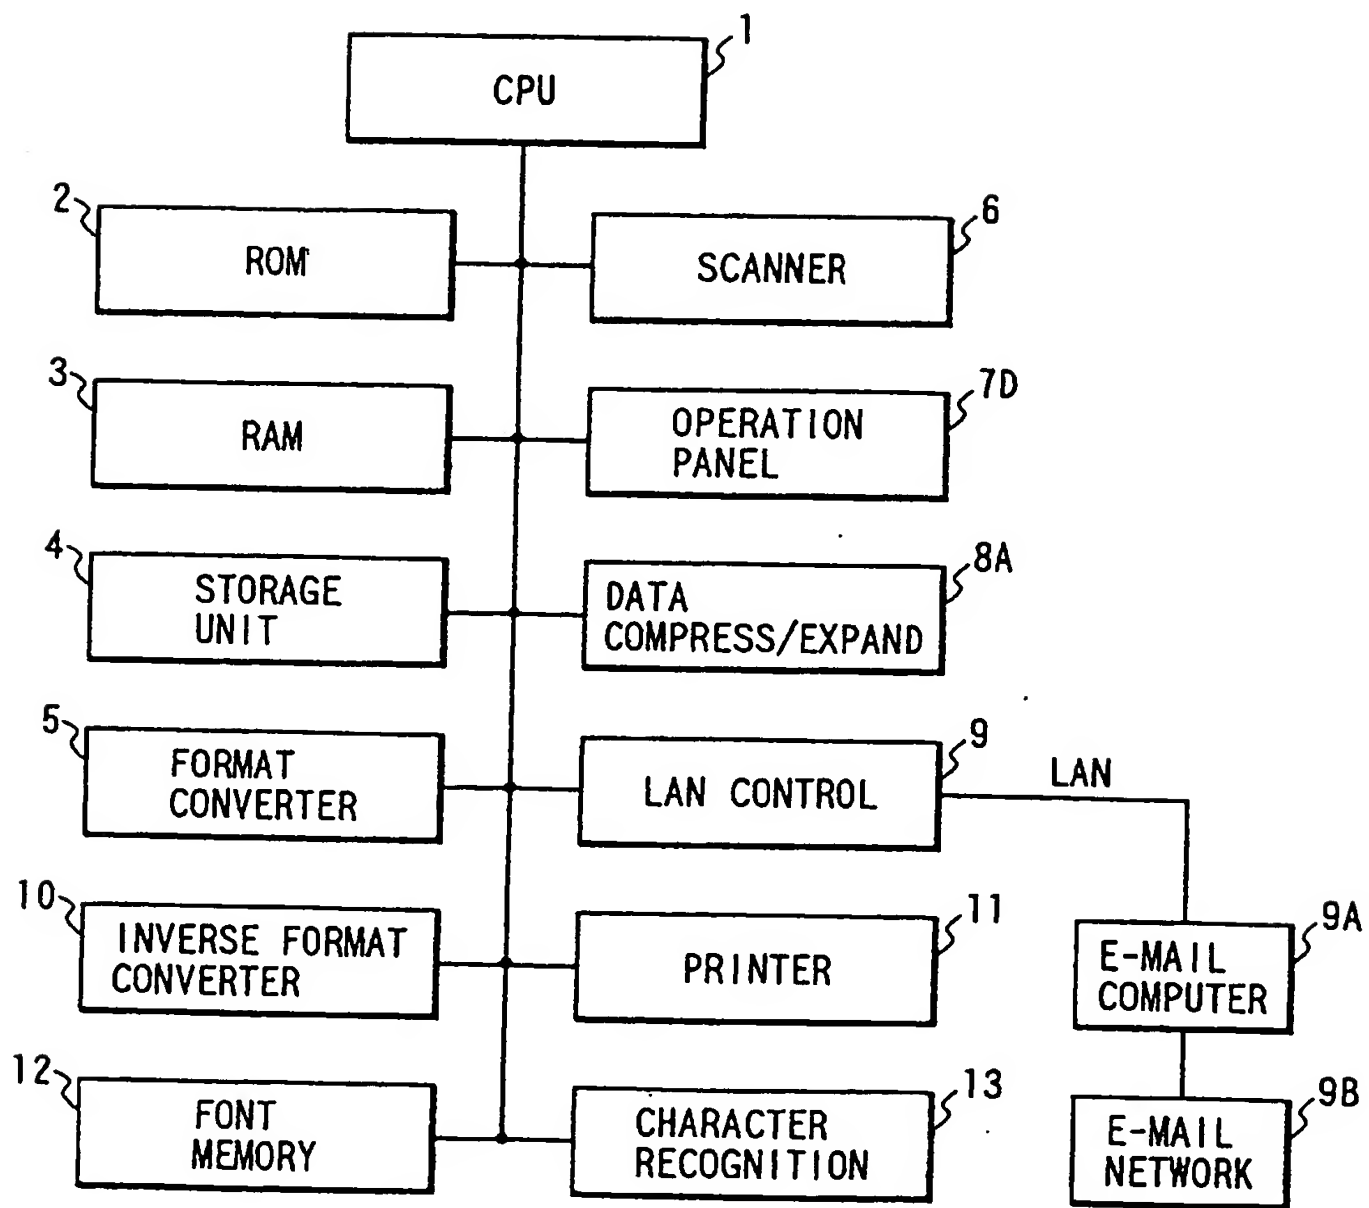 1
CPU
2
ROM
6
SCANNER
3
RAM
7D
OPERATION
PANEL
4
STORAGE
UNIT
8A
DATA
COMPRESS/EXPAND
5
FORMAT
CONVERTER
9
LAN CONTROL
LAN
10
INVERSE FORMAT
CONVERTER
11
PRINTER
9A
E-MAIL
COMPUTER
12
FONT
MEMORY
13
CHARACTER
RECOGNITION
9B
E-MAIL
NETWORK